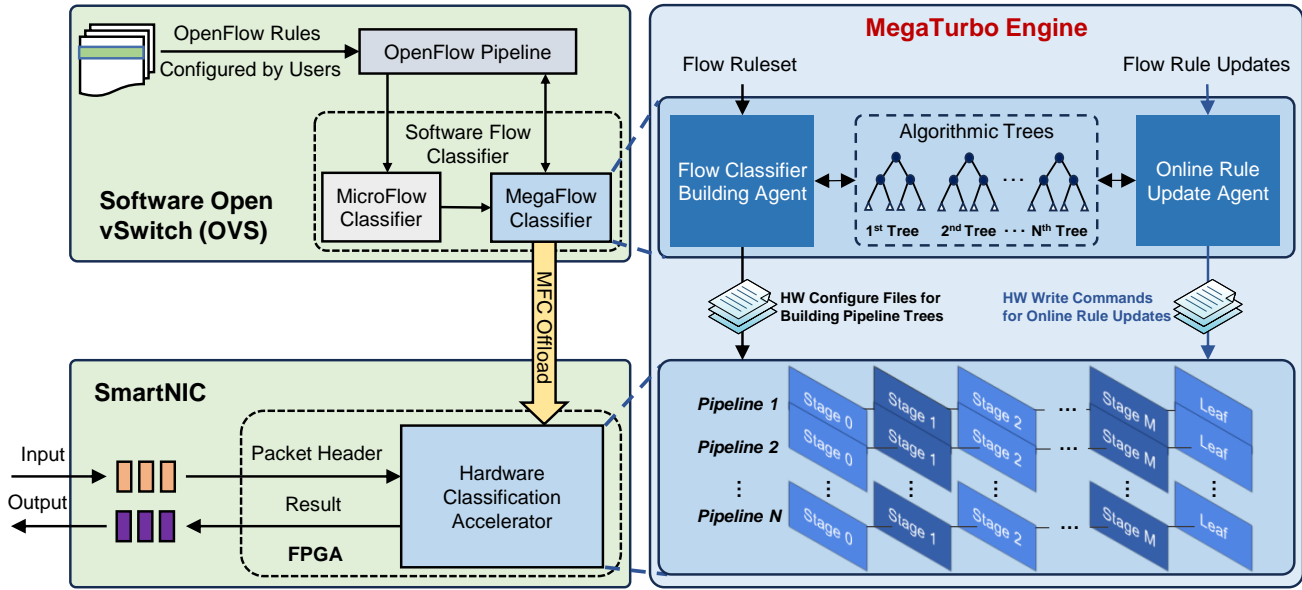 OpenFlow Rules
Configured by Users
OpenFlow Pipeline
Software Flow
Classifier
MicroFlow
Classifier
MegaFlow
Classifier
Software Open
vSwitch (OVS)
MFC Offload
SmartNIC
Input
Output
Packet Header
Result
FPGA
Hardware
Classification
Accelerator
MegaTurbo Engine
Flow Ruleset
Flow Rule Updates
Flow Classifier
Building Agent
Algorithmic Trees
...
1st Tree 2nd Tree ... Nth Tree
Online Rule
Update Agent
HW Configure Files for
Building Pipeline Trees
HW Write Commands
for Online Rule Updates
Pipeline 1 Stage 0 Stage 1 Stage 2 ... Stage M Leaf
Pipeline 2 Stage 0 Stage 1 Stage 2 ... Stage M Leaf
⋮ ⋮ ⋮ ⋮ ⋮ ⋮
Pipeline N Stage 0 Stage 1 Stage 2 ... Stage M Leaf